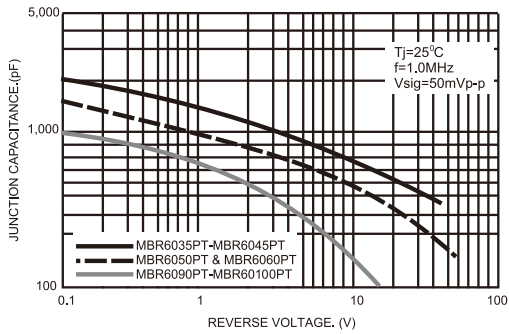 5,000
Tj=25⁰C
f=1.0MHz
Vsig=50mVp-p
JUNCTION CAPACITANCE.(pF)
1,000
MBR6035PT-MBR6045PT
MBR6050PT & MBR6060PT
MBR6090PT-MBR60100PT
100
0.1 1 10 100
REVERSE VOLTAGE. (V)